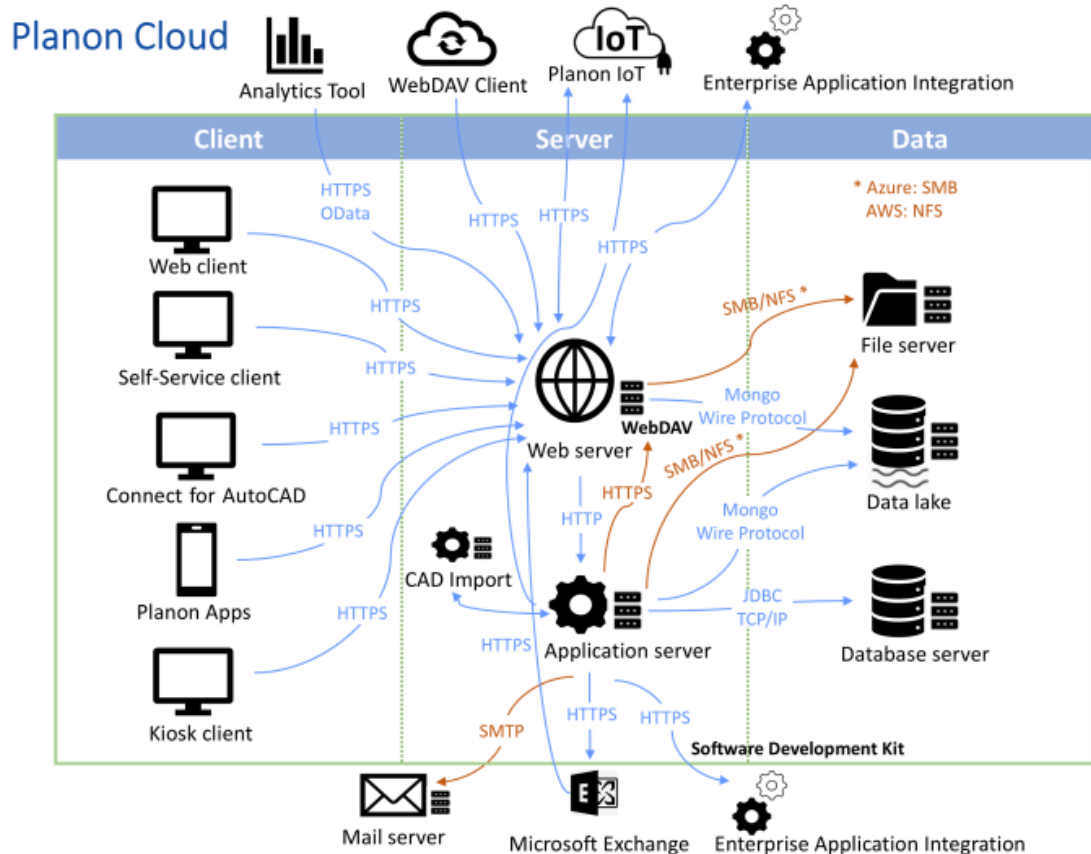 Planon Cloud
IoT
Analytics Tool
WebDAV Client
Planon IoT
Enterprise Application Integration
Client
Server
Data
HTTPS
OData
HTTPS
HTTPS
HTTPS
* Azure: SMB
AWS: NFS
Web client
HTTPS
SMB/NFS *
File server
Self-Service client
HTTPS
Mongo
Wire Protocol
WebDAV
Web server
HTTPS
SMB/NFS *
Connect for AutoCAD
HTTPS
Data lake
Mongo
Wire Protocol
HTTPS
HTTP
CAD Import
Planon Apps
HTTPS
JDBC
TCP/IP
HTTPS
Application server
Database server
Kiosk client
SMTP
HTTPS
HTTPS
Software Development Kit
E
Mail server
Microsoft Exchange
Enterprise Application Integration